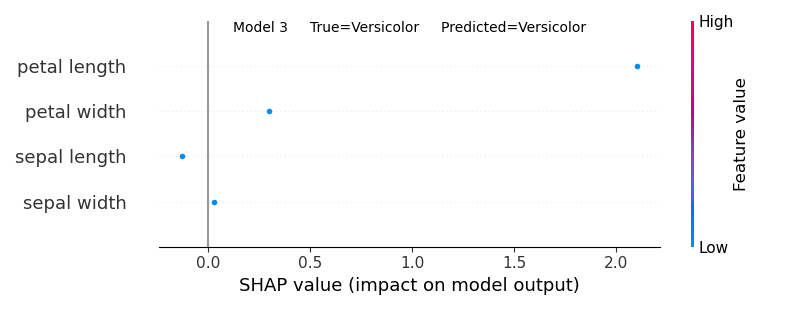 Model 3 True=Versicolor Predicted=Versicolor
High
petal length
petal width
sepal length
sepal width
Feature value
Low
0.0 0.5 1.0 1.5 2.0
SHAP value (impact on model output)